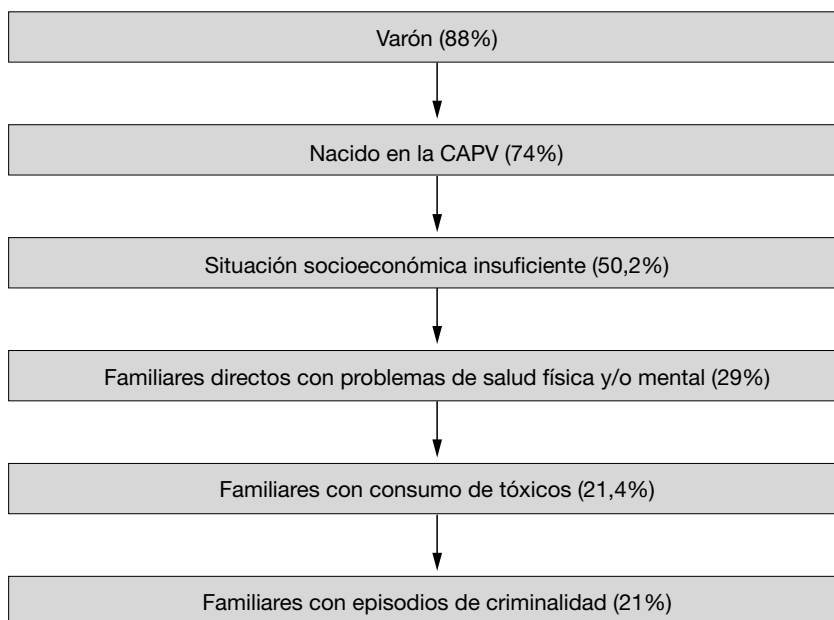 Varón (88%)
Nacido en la CAPV (74%)
Situación socioeconómica insuficiente (50,2%)
Familiares directos con problemas de salud física y/o mental (29%)
Familiares con consumo de tóxicos (21,4%)
Familiares con episodios de criminalidad (21%)